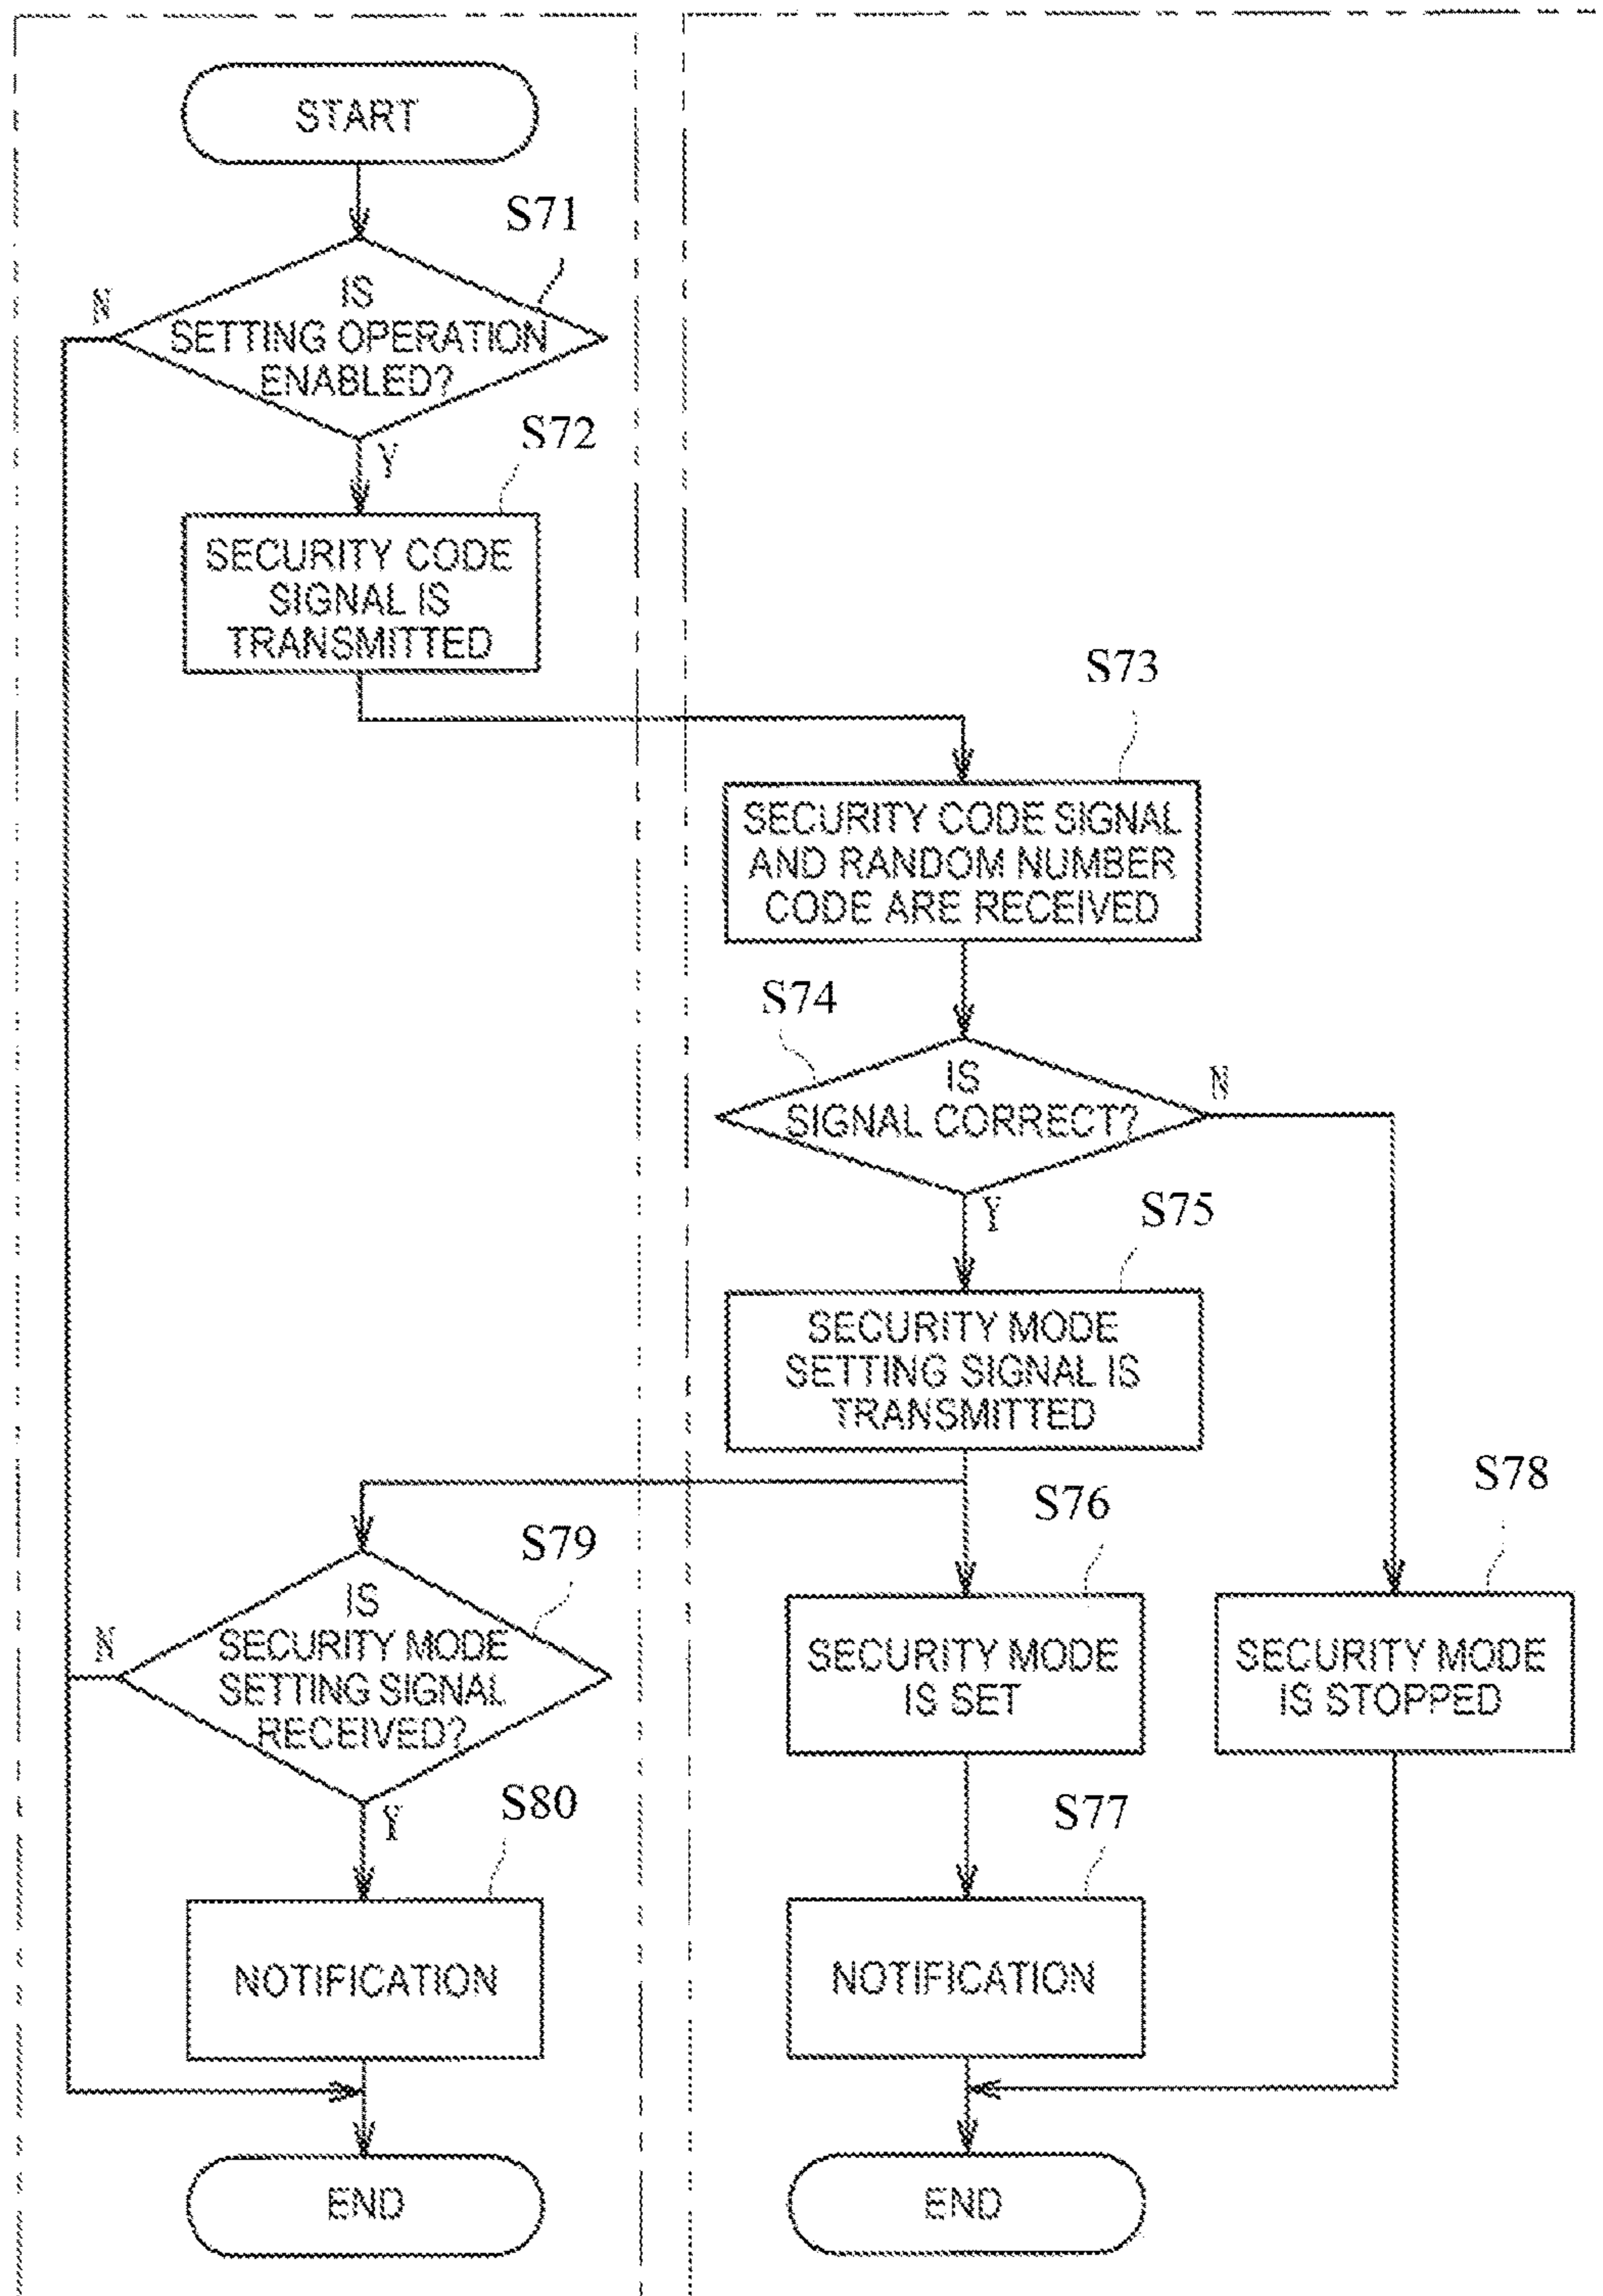 START
S71
N
IS
SETTING OPERATION
ENABLED?
Y
S72
SECURITY CODE
SIGNAL IS
TRANSMITTED
S73
SECURITY CODE SIGNAL
AND RANDOM NUMBER
CODE ARE RECEIVED
S74
IS
SIGNAL CORRECT?
N
Y
S75
SECURITY MODE
SETTING SIGNAL IS
TRANSMITTED
S79
N
IS
SECURITY MODE
SETTING SIGNAL
RECEIVED?
Y
S76
SECURITY MODE
IS SET
S78
SECURITY MODE
IS STOPPED
S80
NOTIFICATION
S77
NOTIFICATION
END
END